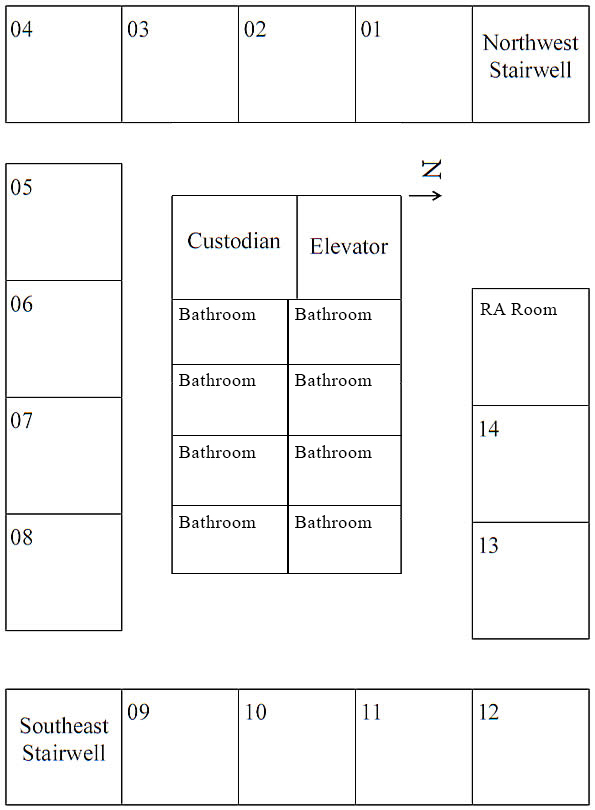 04
03
02
01
Northwest
Stairwell
N
05
Custodian
Elevator
06
RA Room
Bathroom
Bathroom
Bathroom
Bathroom
07
14
Bathroom
Bathroom
08
13
Bathroom
Bathroom
Southeast
Stairwell
09
10
11
12